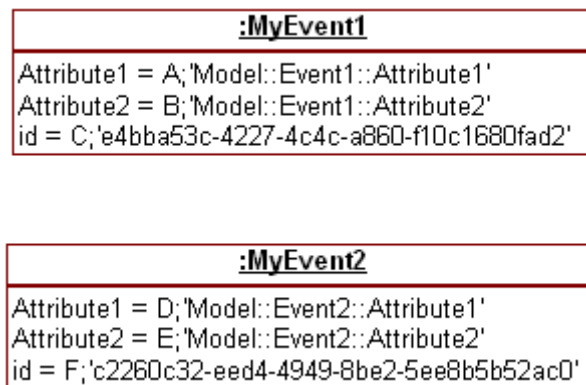 :MyEvent1
Attribute1 = A;'Model::Event1::Attribute1'
Attribute2 = B;'Model::Event1::Attribute2'
id = C;'e4bba53c-4227-4c4c-a860-f10c1680fad2'
:MyEvent2
Attribute1 = D;'Model::Event2::Attribute1'
Attribute2 = E;'Model::Event2::Attribute2'
id = F;'c2260c32-eed4-4949-8be2-5ee8b5b52ac0'